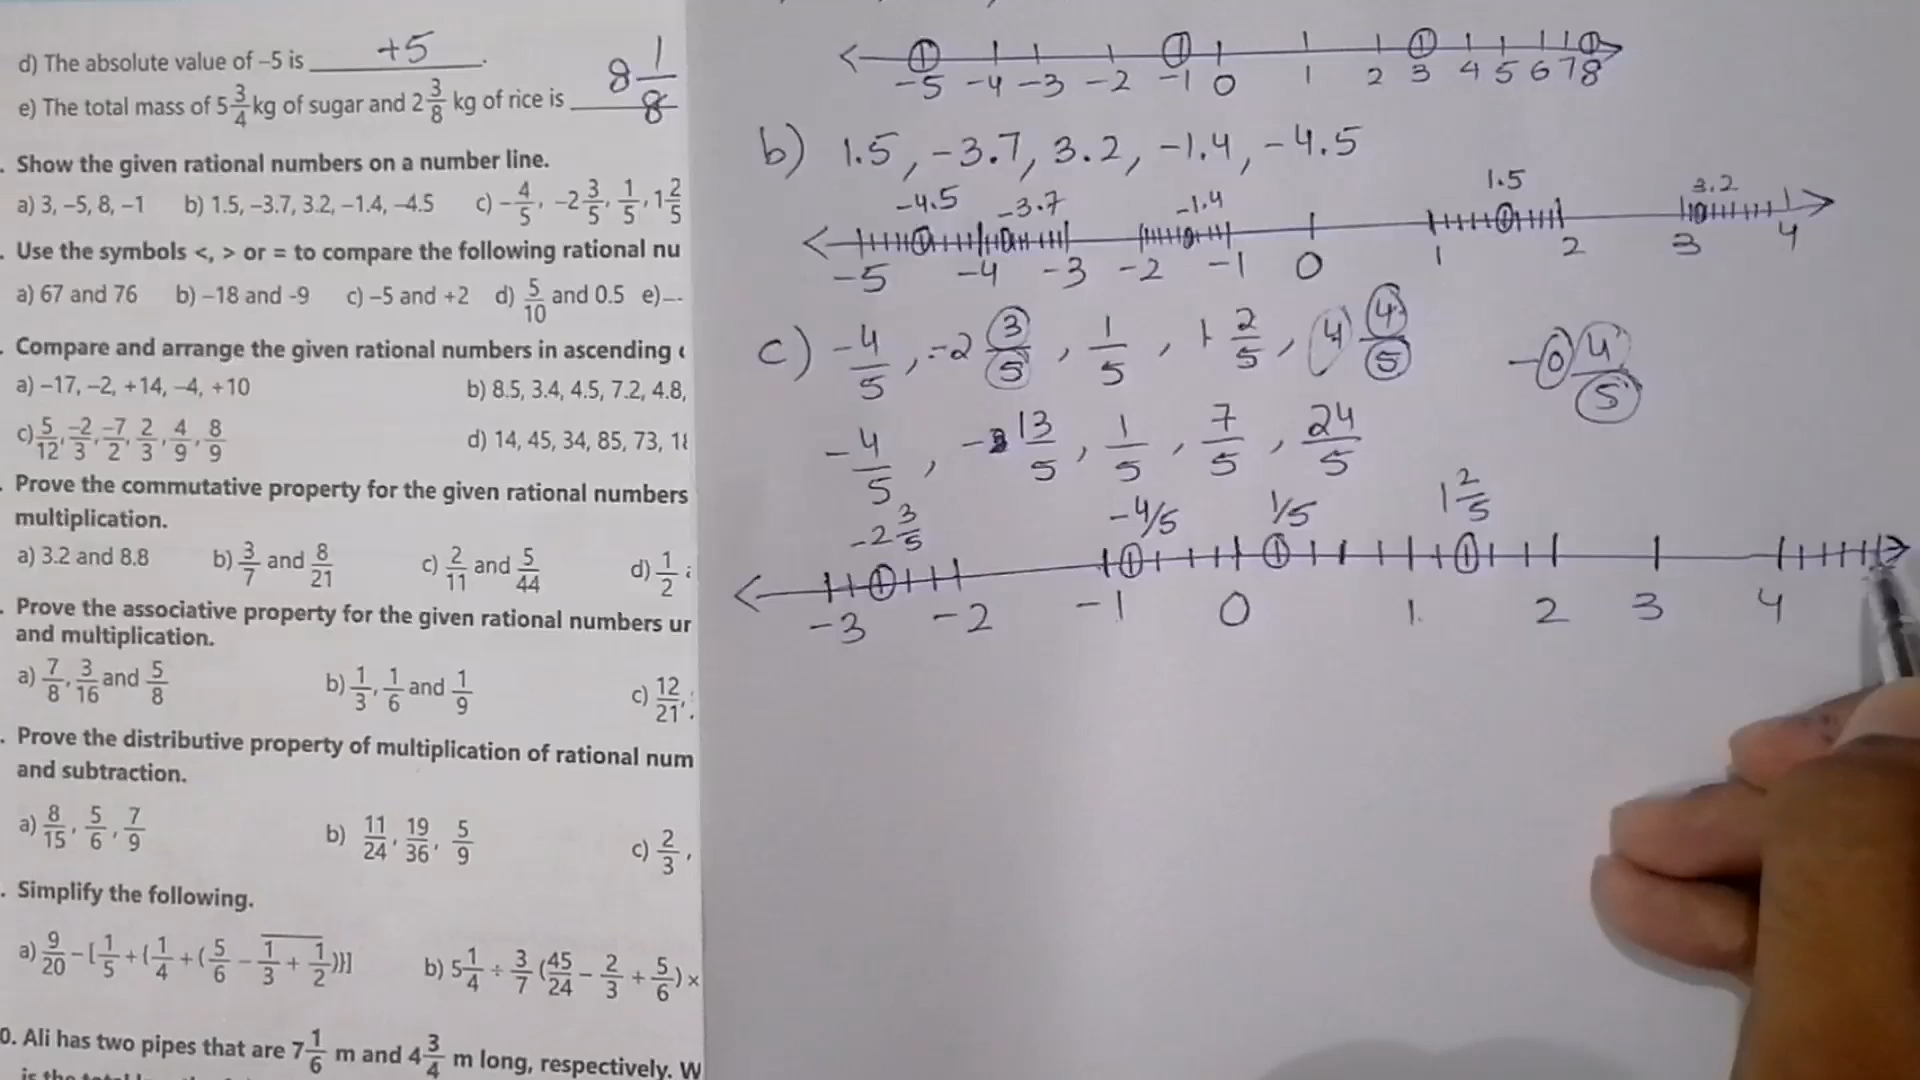 d) The absolute value of –5 is +5.
e) The total mass of 5 3/4 kg of sugar and 2 3/8 kg of rice is 8 1/8
. Show the given rational numbers on a number line.
a) 3, –5, 8, –1 b) 1.5, –3.7, 3.2, –1.4, –4.5 c) –4/5, –2 3/5, 1/5, 1 2/5
. Use the symbols <, > or = to compare the following rational nu
a) 67 and 76 b) –18 and -9 c) –5 and +2 d) 5/10 and 0.5 e)
. Compare and arrange the given rational numbers in ascending
a) –17, –2, +14, –4, +10 b) 8.5, 3.4, 4.5, 7.2, 4.8,
c) 5/12, –2/3, –7/2, 2/3, 4/9, 8/9 d) 14, 45, 34, 85, 73,
. Prove the commutative property for the given rational numbers
multiplication.
a) 3.2 and 8.8 b) 3/7 and 8/21 c) 2/11 and 5/44 d) 1/2
. Prove the associative property for the given rational numbers ur
and multiplication.
a) 7/8, 3/16 and 5/8 b) 1/3, 1/6 and 1/9 c) 12/21,
. Prove the distributive property of multiplication of rational num
and subtraction.
a) 8/15, 5/6, 7/9 b) 11/24, 19/36, 5/9 c) 2/3,
. Simplify the following.
a) 9/20 – [1/5 + {1/4 + (5/6 – 1/3 + 1/2)}] b) 5 1/4 ÷ 3/7 (45/24 – 2/3 + 5/6) ×
0. Ali has two pipes that are 7 1/6 m and 4 3/4 m long, respectively. W
-5 -4 -3 -2 -1 0 1 2 3 4 5 6 7 8
b) 1.5, -3.7, 3.2, -1.4, -4.5
-4.5 -3.7 -1.4 1.5 3.2
-5 -4 -3 -2 -1 0 1 2 3 4
c) -4/5, -2 3/5, 1/5, 1 2/5, 4 4/5 -0 4/5
-4/5, -13/5, 1/5, 7/5, 24/5
-2 3/5 -4/5 1/5 1 2/5
-3 -2 -1 0 1 2 3 4